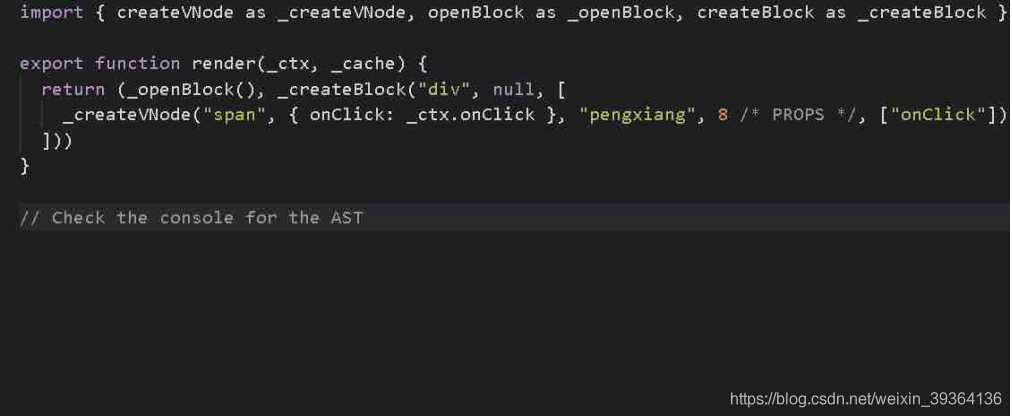 import { createVNode as _createVNode, openBlock as _openBlock, createBlock as _createBlock }
export function render(_ctx, _cache) {
return (_openBlock(), _createBlock("div", null, [
_createVNode("span", { onClick: _ctx.onClick }, "pengxiang", 8 /* PROPS */, ["onClick"])
]))
}
// Check the console for the AST
https://blog.csdn.net/weixin_39364136